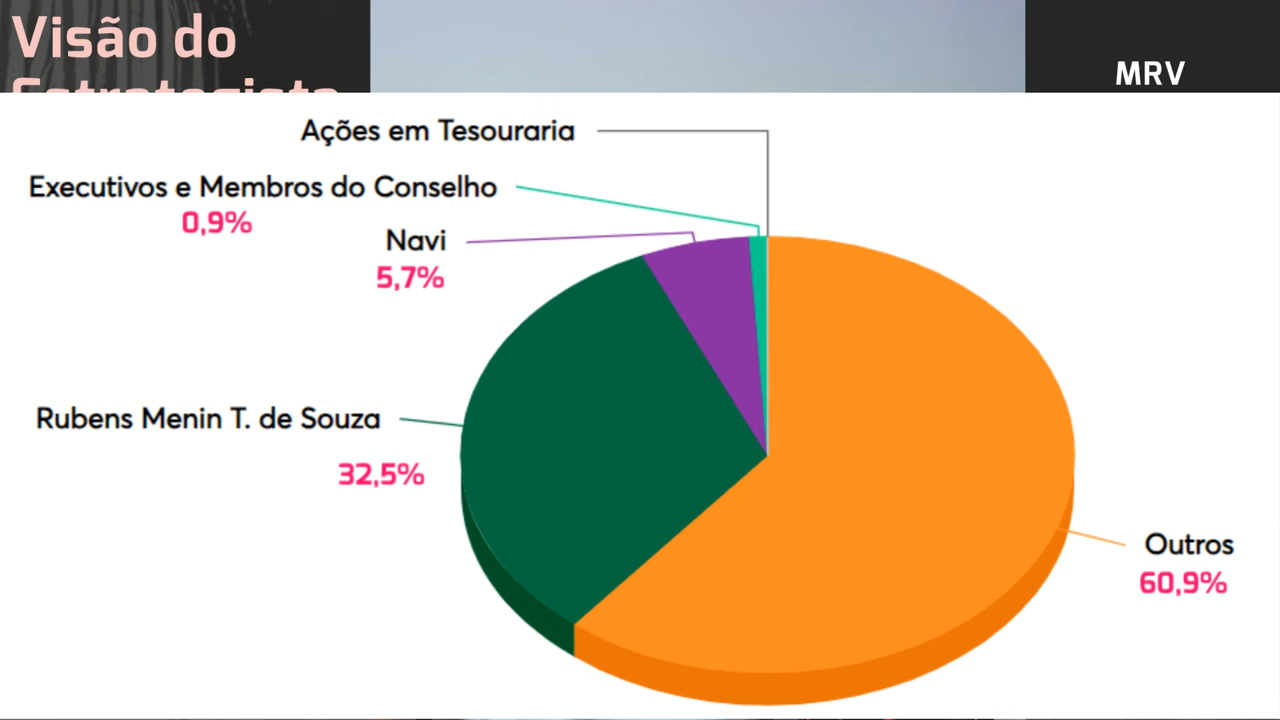 Visão do
Estrategista
MRV
Ações em Tesouraria
Executivos e Membros do Conselho
0,9%
Navi
5,7%
Rubens Menin T. de Souza
32,5%
Outros
60,9%